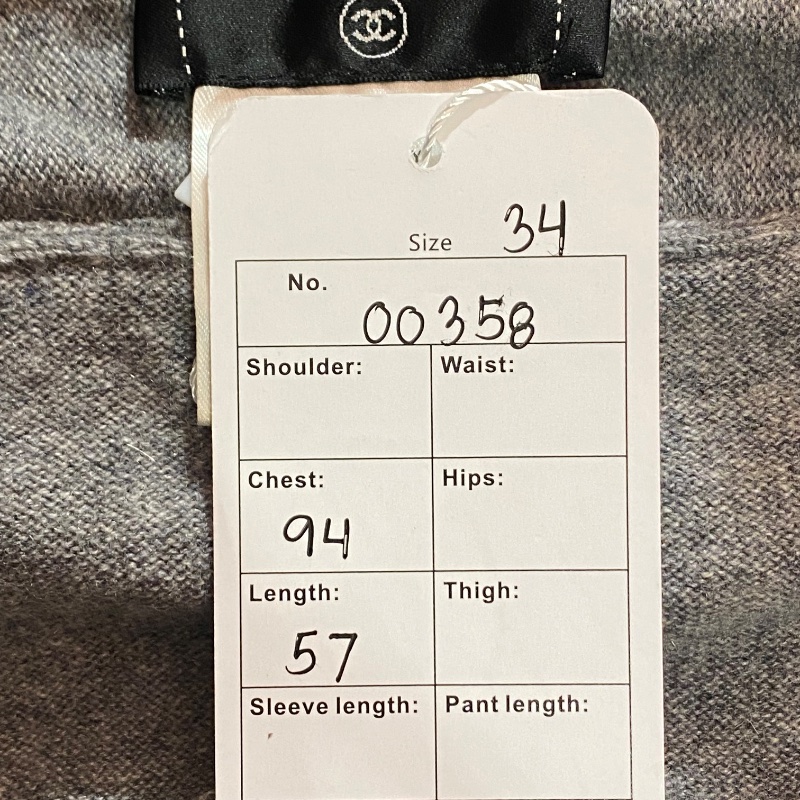 Size 34
No. 00358
Shoulder: Waist:
Chest: 94 Hips:
Length: 57 Thigh:
Sleeve length: Pant length: